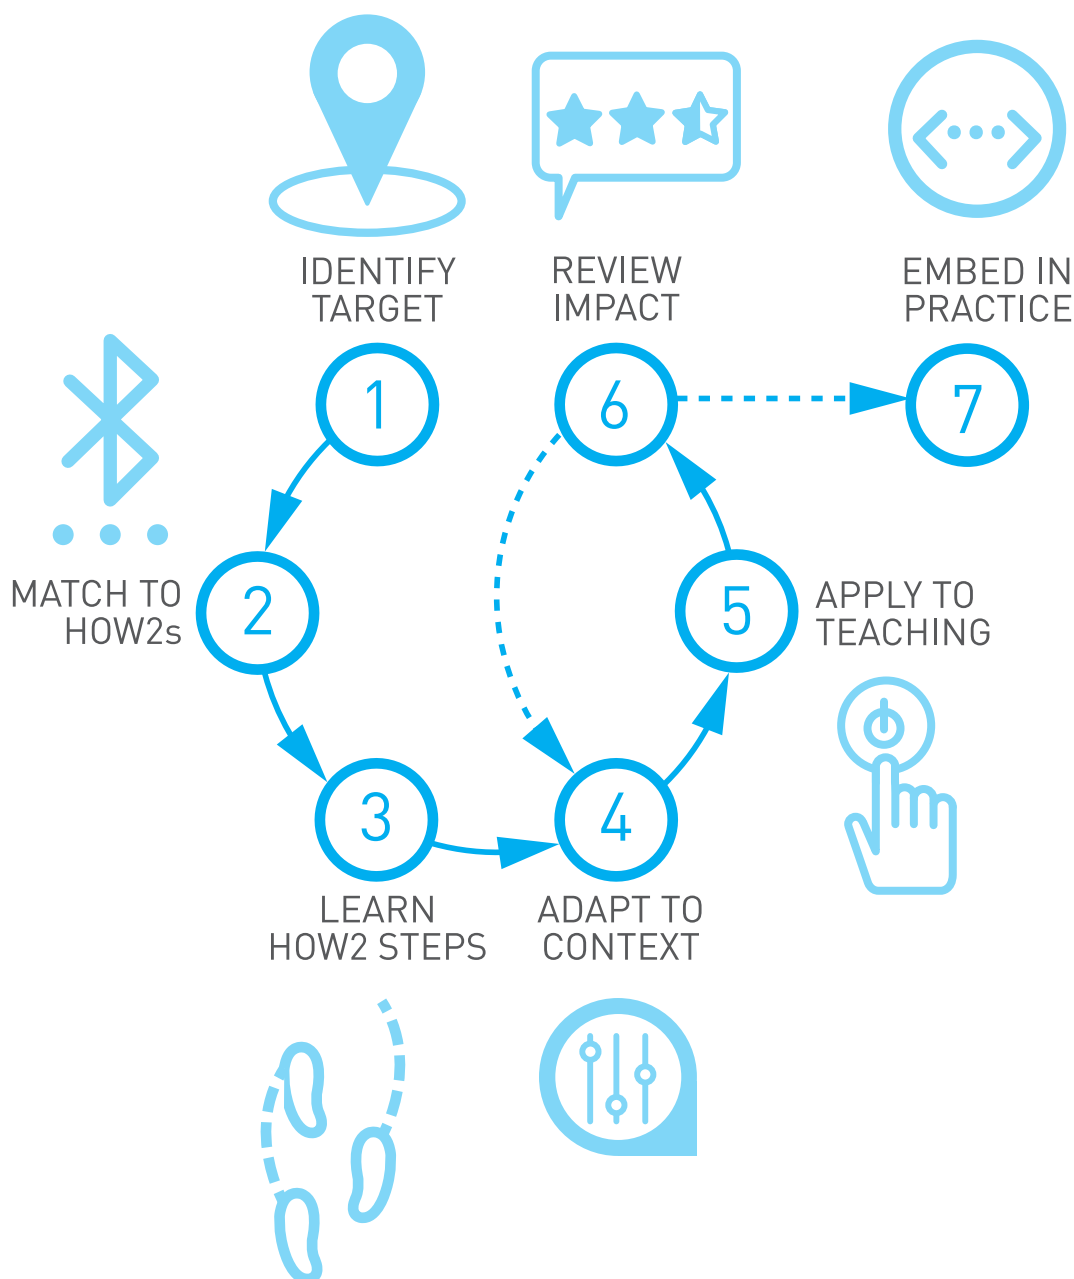 IDENTIFY
TARGET
1
MATCH TO
HOW2s
2
3
LEARN
HOW2 STEPS
4
ADAPT TO
CONTEXT
5
APPLY TO
TEACHING
REVIEW
IMPACT
6
EMBED IN
PRACTICE
7